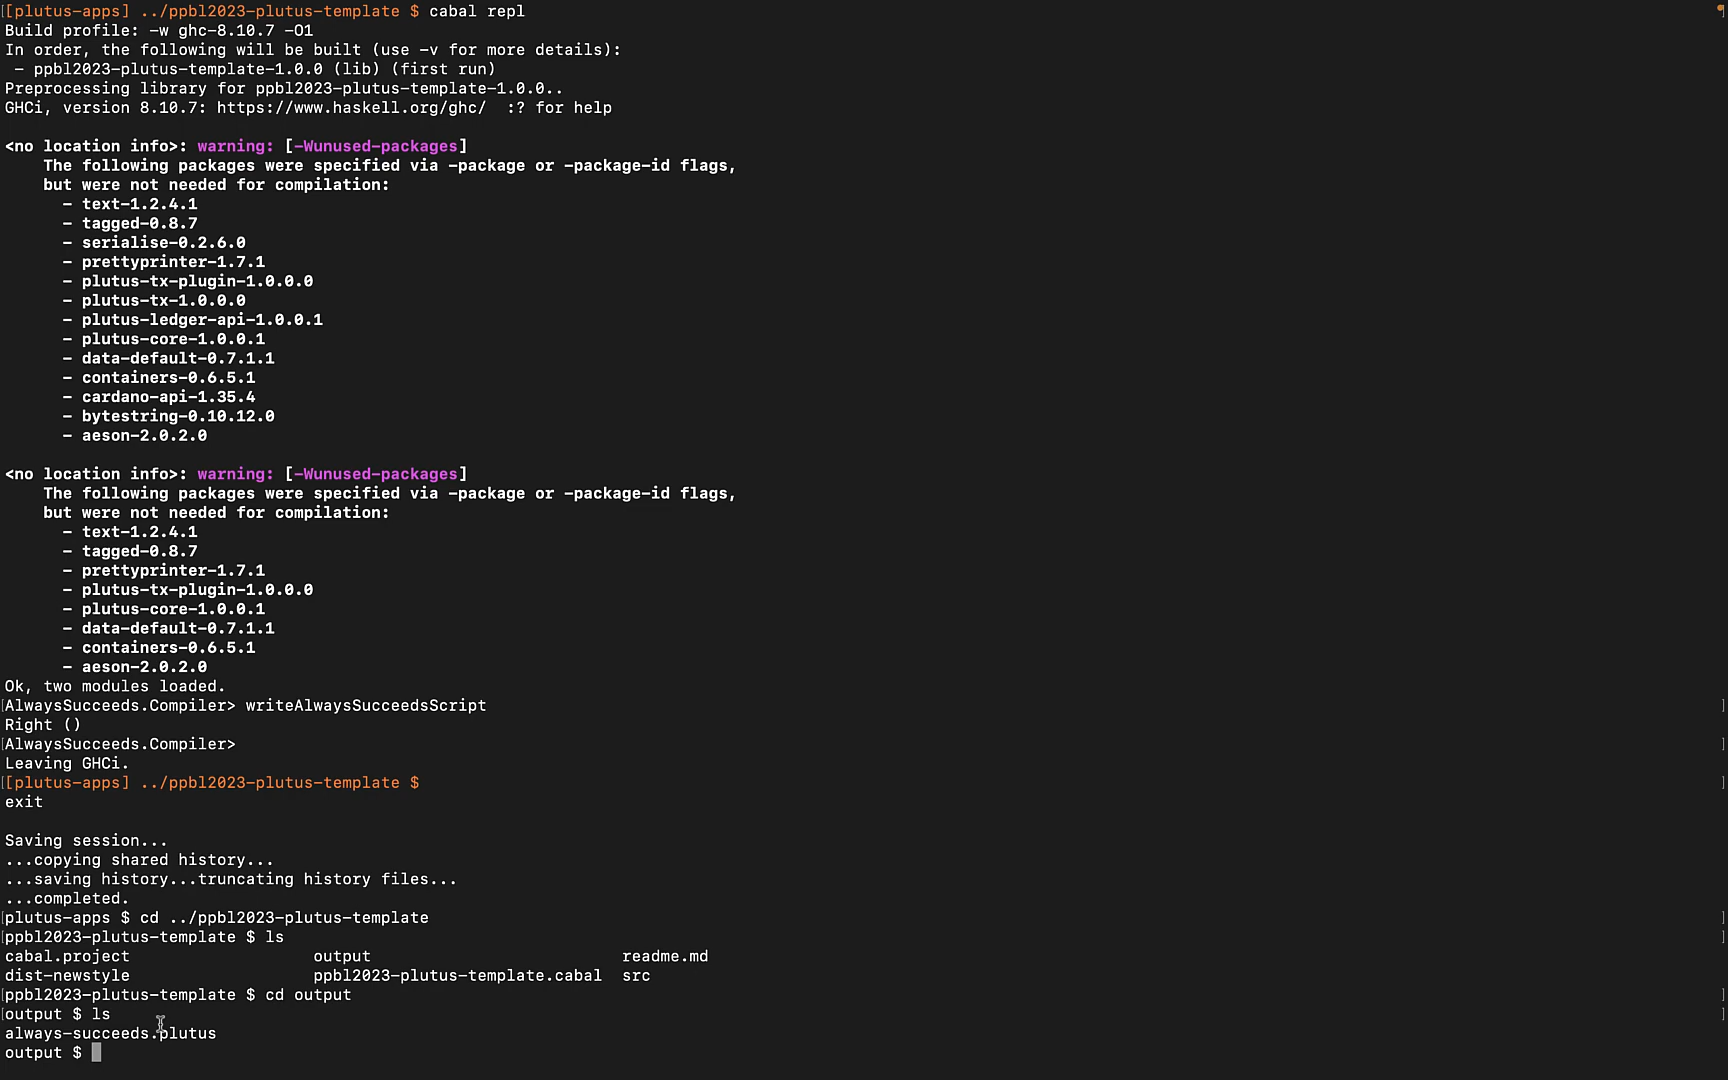 [[plutus-apps] ../ppbl2023-plutus-template $ cabal repl
Build profile: -w ghc-8.10.7 -O1
In order, the following will be built (use -v for more details):
 - ppbl2023-plutus-template-1.0.0 (lib) (first run)
Preprocessing library for ppbl2023-plutus-template-1.0.0..
GHCi, version 8.10.7: https://www.haskell.org/ghc/  :? for help

<no location info>: warning: [-Wunused-packages]
    The following packages were specified via -package or -package-id flags,
    but were not needed for compilation:
      - text-1.2.4.1
      - tagged-0.8.7
      - serialise-0.2.6.0
      - prettyprinter-1.7.1
      - plutus-tx-plugin-1.0.0.0
      - plutus-tx-1.0.0.0
      - plutus-ledger-api-1.0.0.1
      - plutus-core-1.0.0.1
      - data-default-0.7.1.1
      - containers-0.6.5.1
      - cardano-api-1.35.4
      - bytestring-0.10.12.0
      - aeson-2.0.2.0

<no location info>: warning: [-Wunused-packages]
    The following packages were specified via -package or -package-id flags,
    but were not needed for compilation:
      - text-1.2.4.1
      - tagged-0.8.7
      - prettyprinter-1.7.1
      - plutus-tx-plugin-1.0.0.0
      - plutus-core-1.0.0.1
      - data-default-0.7.1.1
      - containers-0.6.5.1
      - aeson-2.0.2.0
Ok, two modules loaded.
[AlwaysSucceeds.Compiler> writeAlwaysSucceedsScript ]
Right ()
[AlwaysSucceeds.Compiler> ]
Leaving GHCi.
[[plutus-apps] ../ppbl2023-plutus-template $ ]
exit

Saving session...
...copying shared history...
...saving history...truncating history files...
...completed.
[plutus-apps $ cd ../ppbl2023-plutus-template ]
[ppbl2023-plutus-template $ ls ]
cabal.project                   output                          readme.md
dist-newstyle                   ppbl2023-plutus-template.cabal  src
[ppbl2023-plutus-template $ cd output ]
[output $ ls ]
always-succeeds.plutus
output $